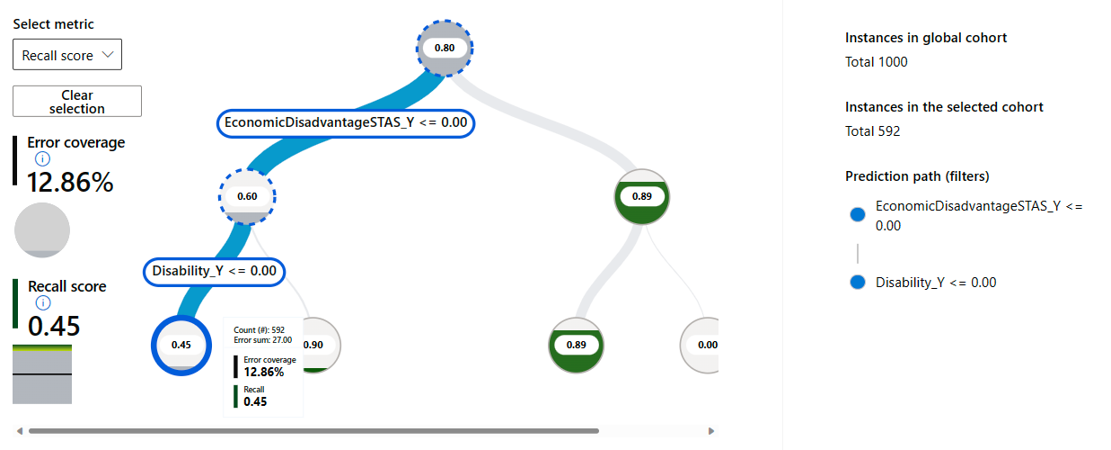 Select metric
Recall score
Clear
selection
Error coverage
12.86%
Recall score
0.45
0.80
EconomicDisadvantageSTAS_Y <= 0.00
0.60
0.89
Disability_Y <= 0.00
0.45
0.90
0.89
0.00
Count (#): 592
Error sum: 27.00
Error coverage
12.86%
Recall
0.45
Instances in global cohort
Total 1000
Instances in the selected cohort
Total 592
Prediction path (filters)
EconomicDisadvantageSTAS_Y <=
0.00
Disability_Y <= 0.00